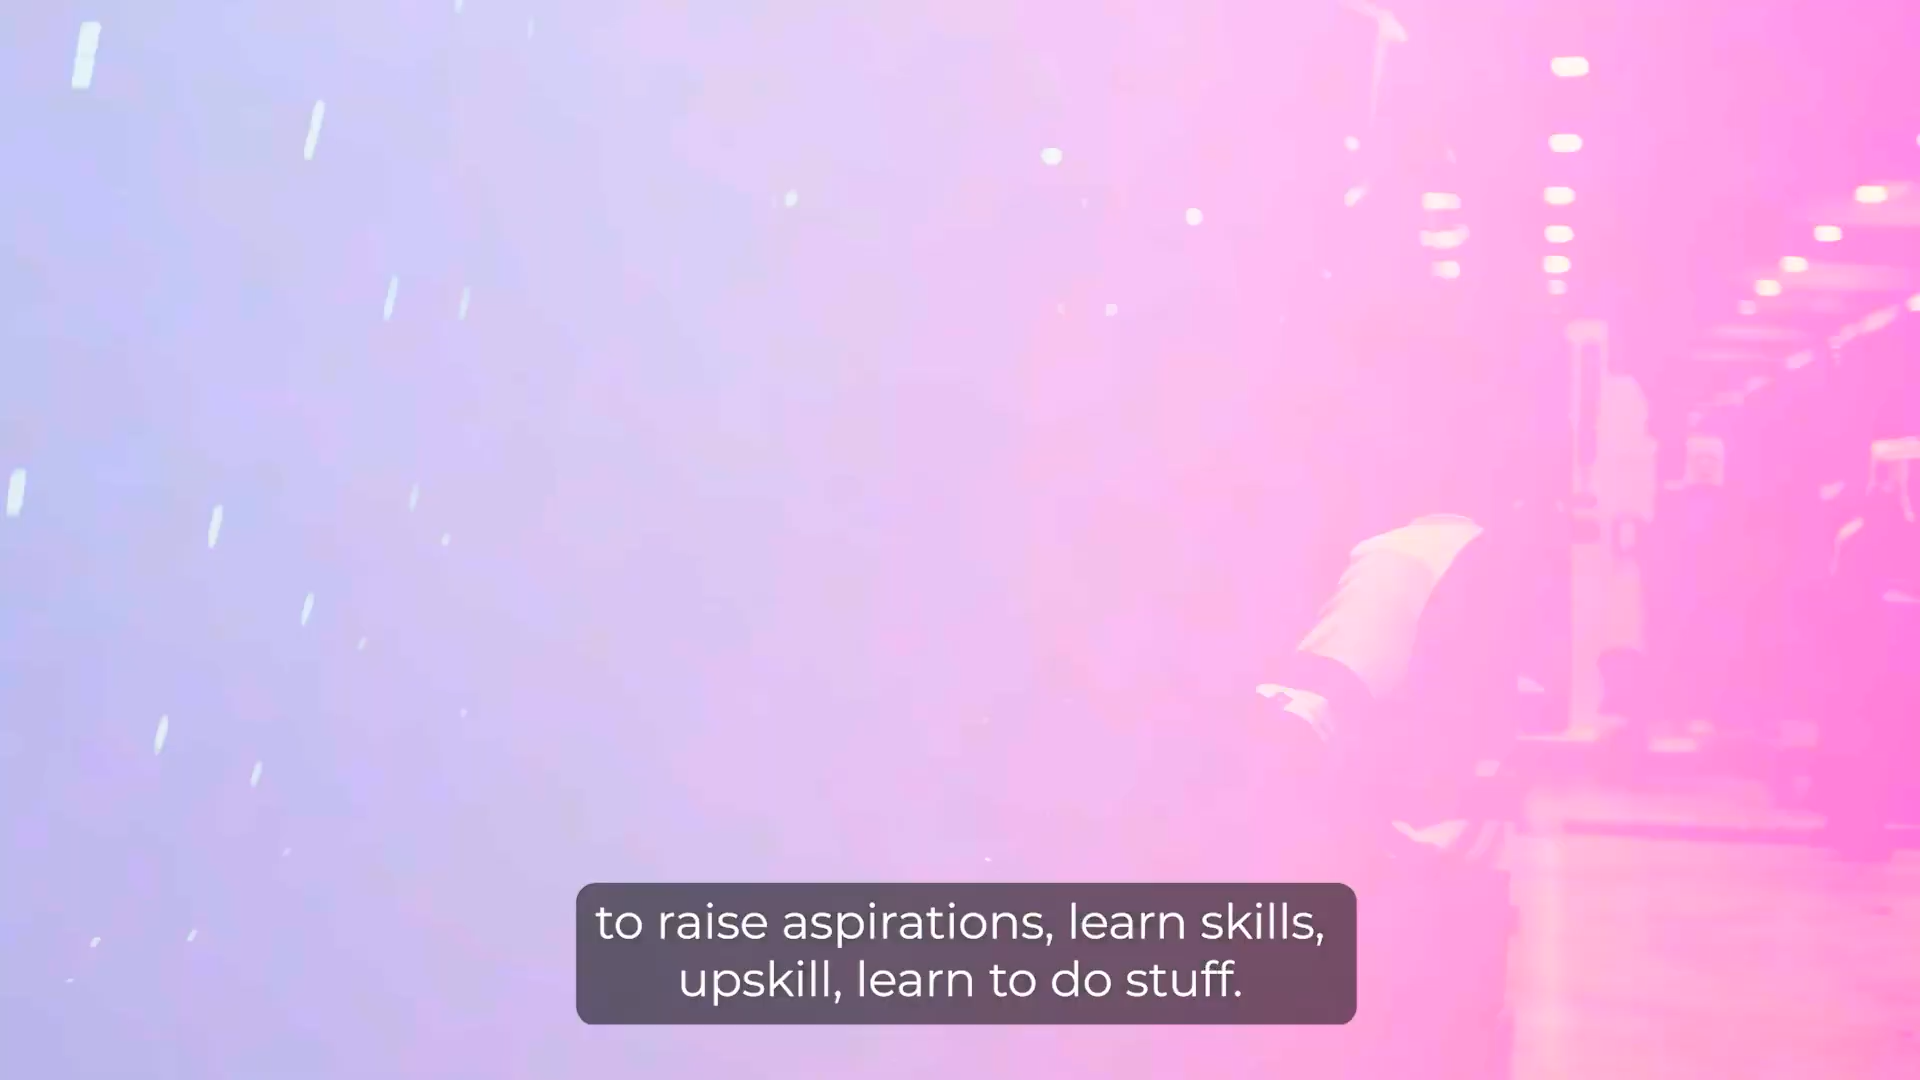 to raise aspirations, learn skills,
upskill, learn to do stuff.